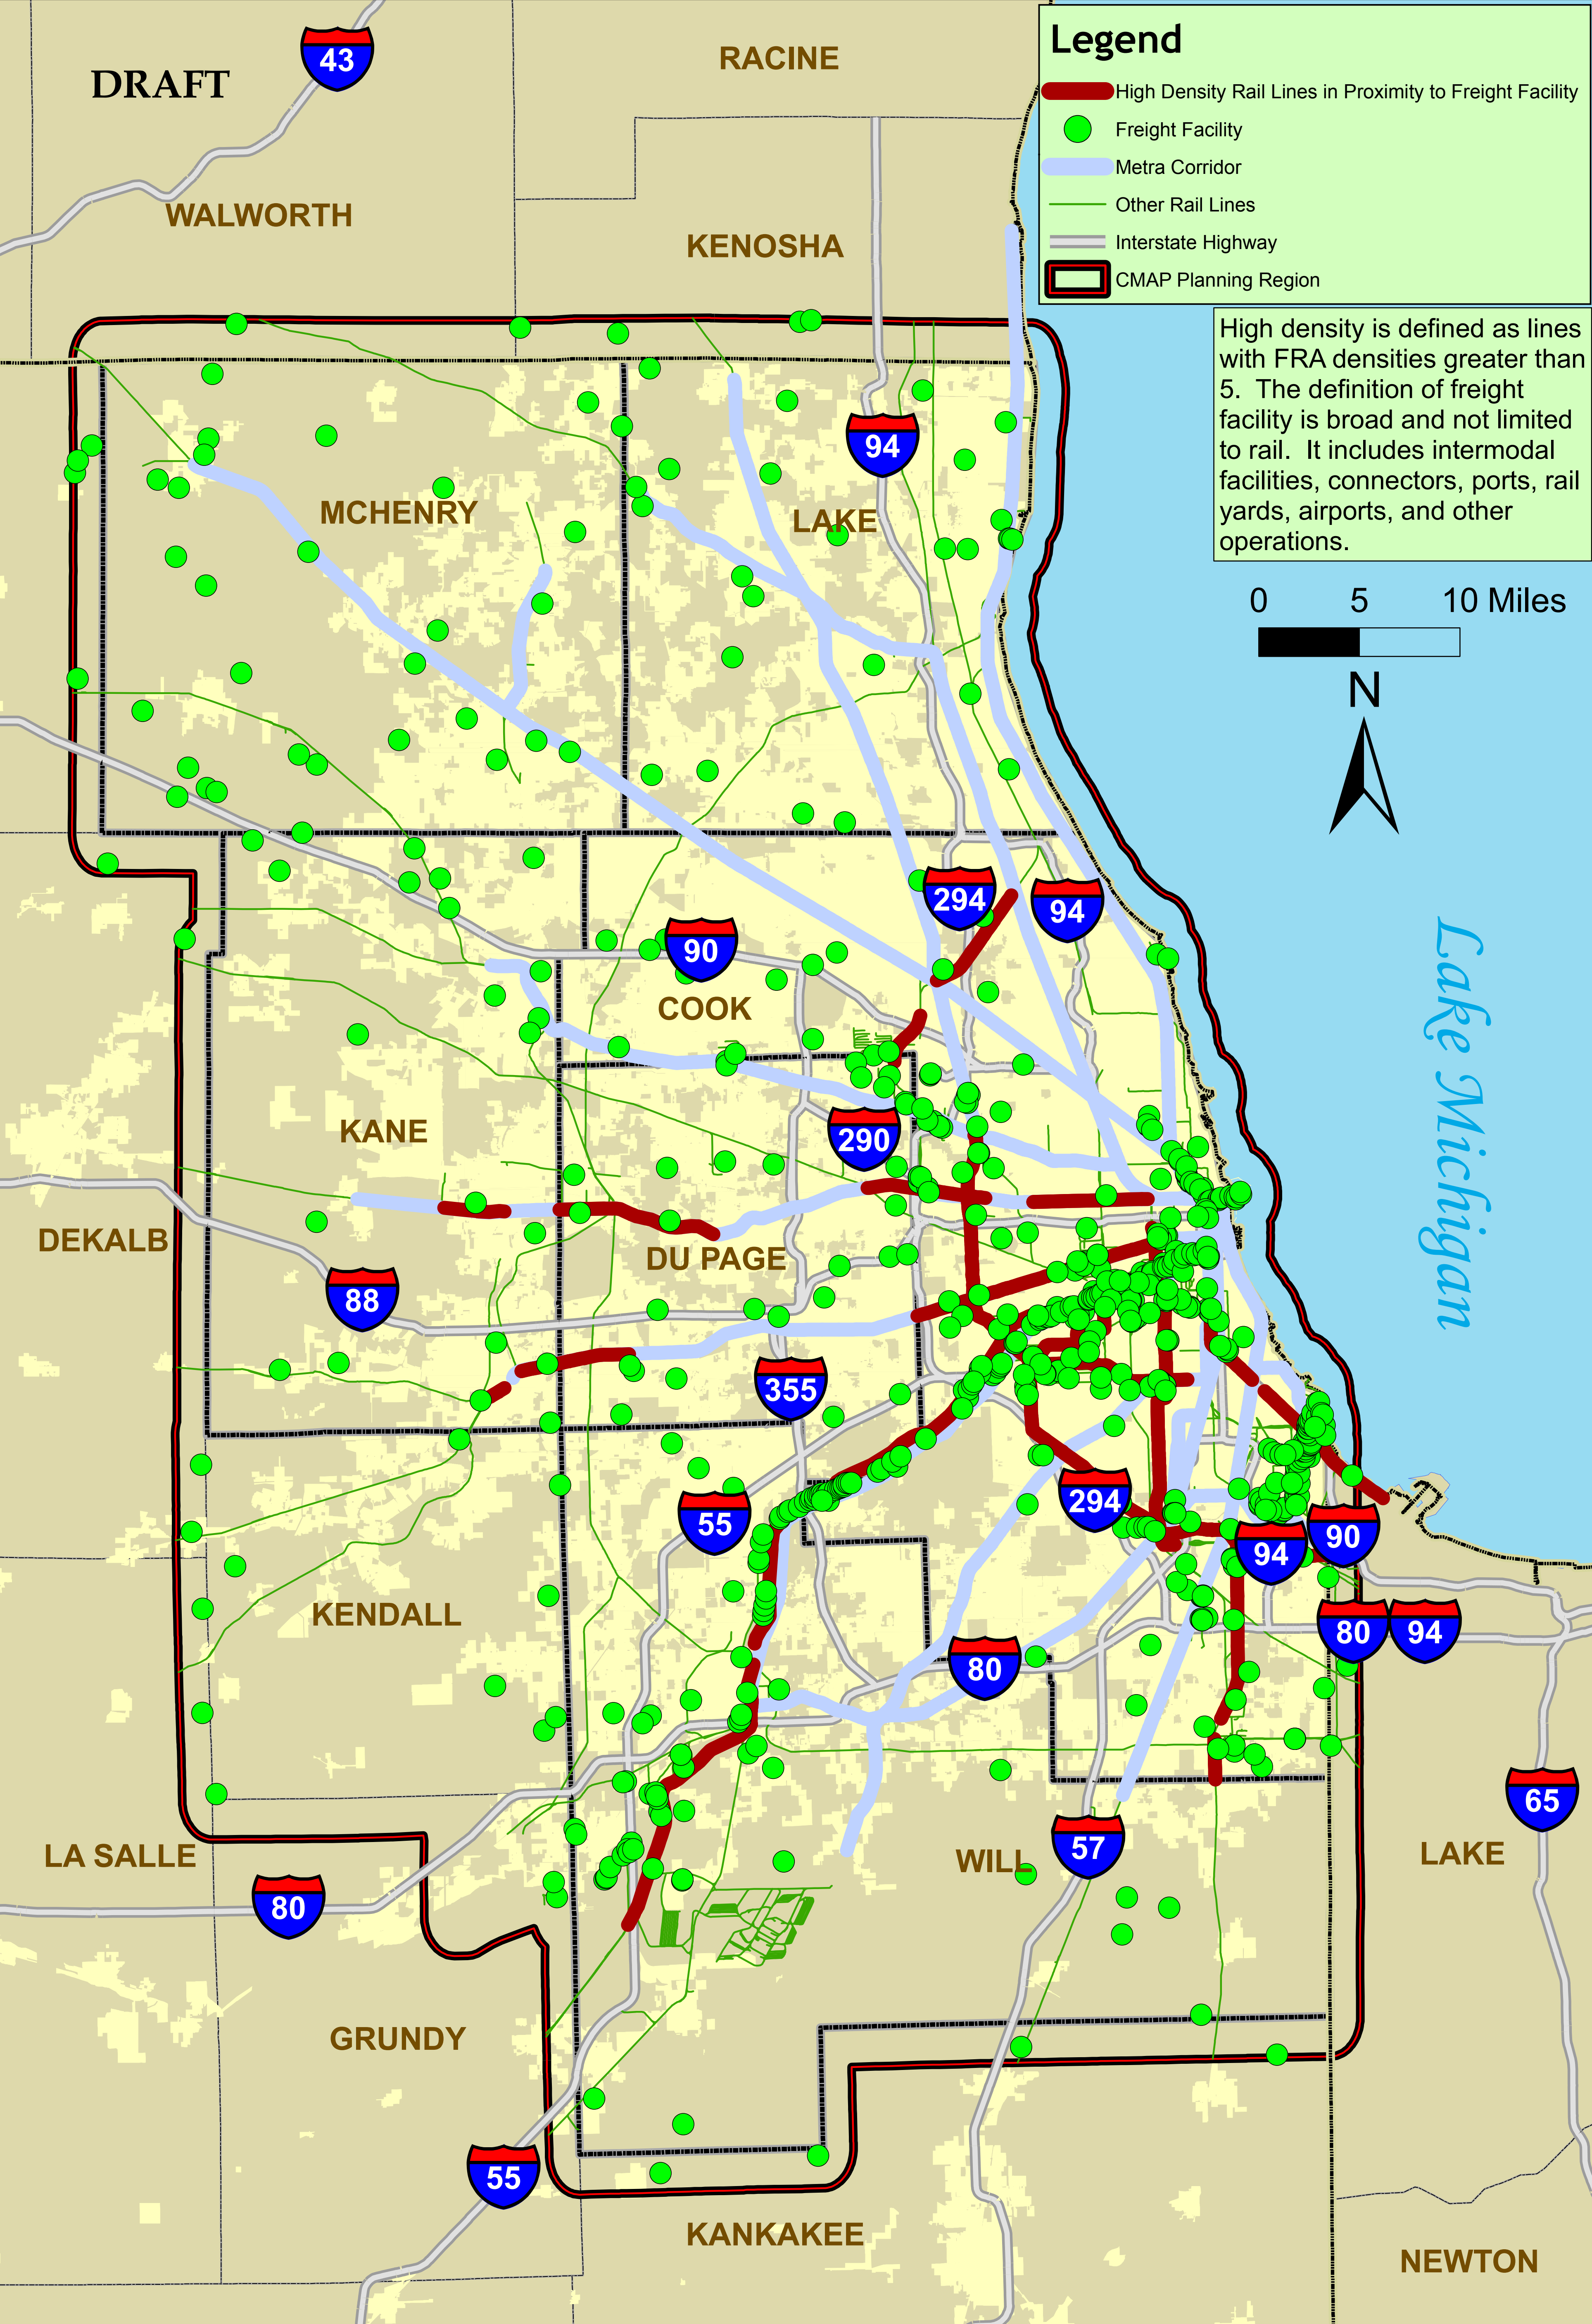 Legend
High Density Rail Lines in Proximity to Freight Facility
Freight Facility
Metra Corridor
Other Rail Lines
Interstate Highway
CMAP Planning Region
High density is defined as lines
with FRA densities greater than
5. The definition of freight
facility is broad and not limited
to rail. It includes intermodal
facilities, connectors, ports, rail
yards, airports, and other
operations.
0 5 10 Miles
N
DRAFT
43
RACINE
WALWORTH
KENOSHA
94
MCHENRY
LAKE
294
94
90
COOK
Lake Michigan
KANE
290
DEKALB
DU PAGE
88
355
294
55
90
94
KENDALL
80
94
80
65
LA SALLE
57
WILL
LAKE
80
GRUNDY
55
KANKAKEE
NEWTON